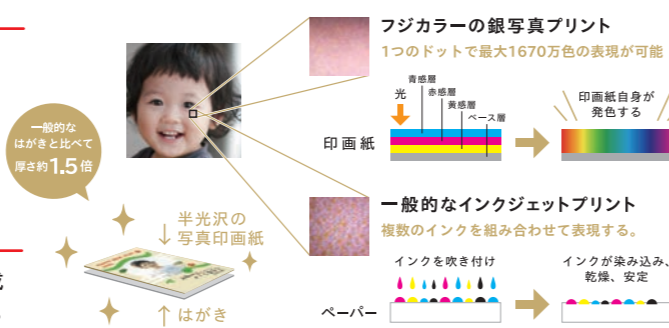 フジカラーの銀写真プリント
1つのドットで最大1670万色の表現が可能
青感層
光
赤感層
黄感層
ベース層
印画紙
印画紙自身が
発色する
一般的な
はがきと比べて
厚さ約1.5倍
半光沢の
↓写真印画紙
↑はがき
一般的なインクジェットプリント
複数のインクを組み合わせて表現する。
インクを吹き付け
インクが染み込み、
乾燥、安定
ペーパー